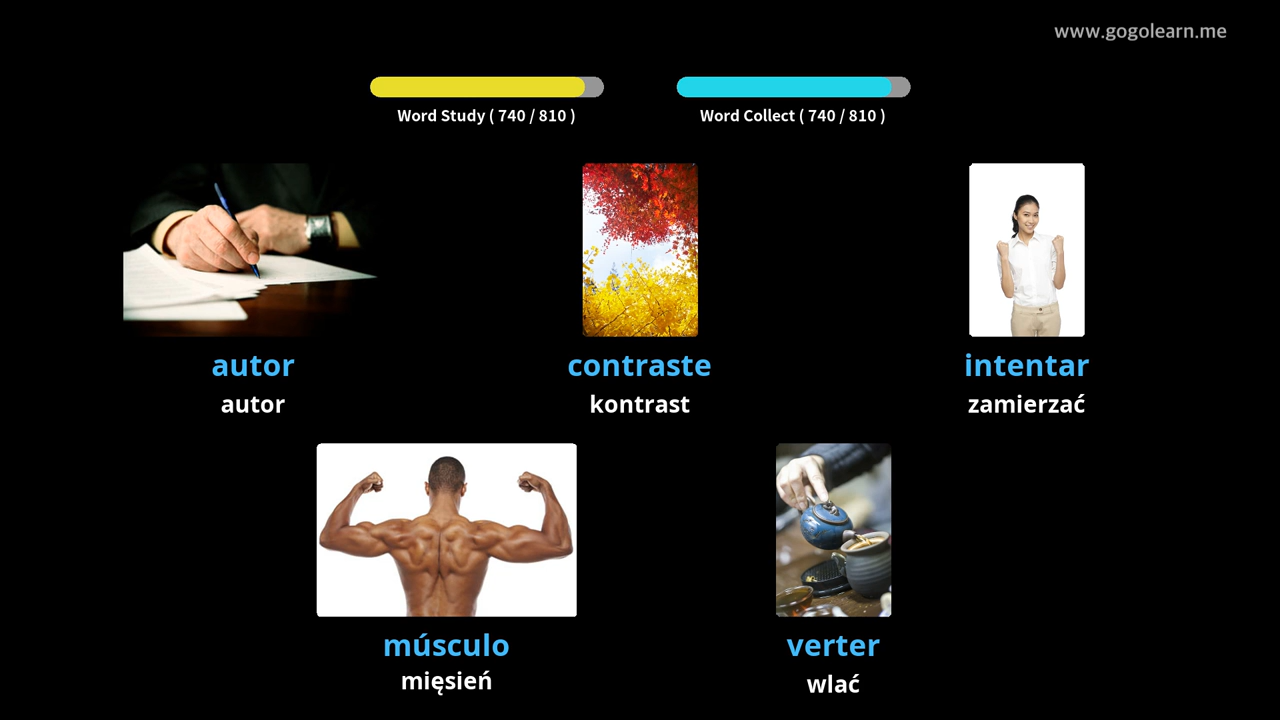 www.gogolearn.me
Word Study ( 740 / 810 )
Word Collect ( 740 / 810 )
autor
autor
contraste
kontrast
intentar
zamierzać
músculo
mięsień
verter
wlać